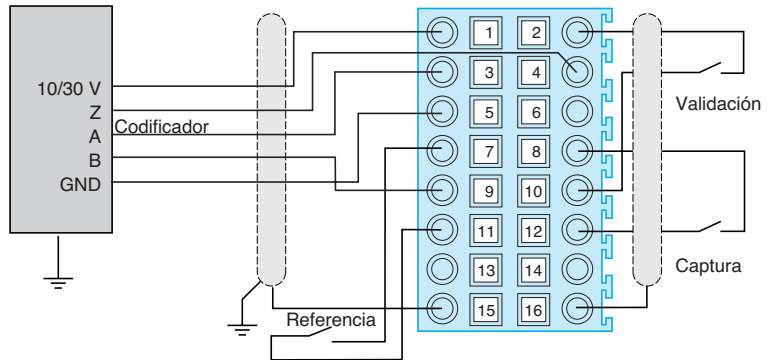 10/30 V
Z
A
B
GND
Codificador
1 2
3 4
5 6
7 8
9 10
11 12
13 14
15 16
Validación
Captura
Referencia